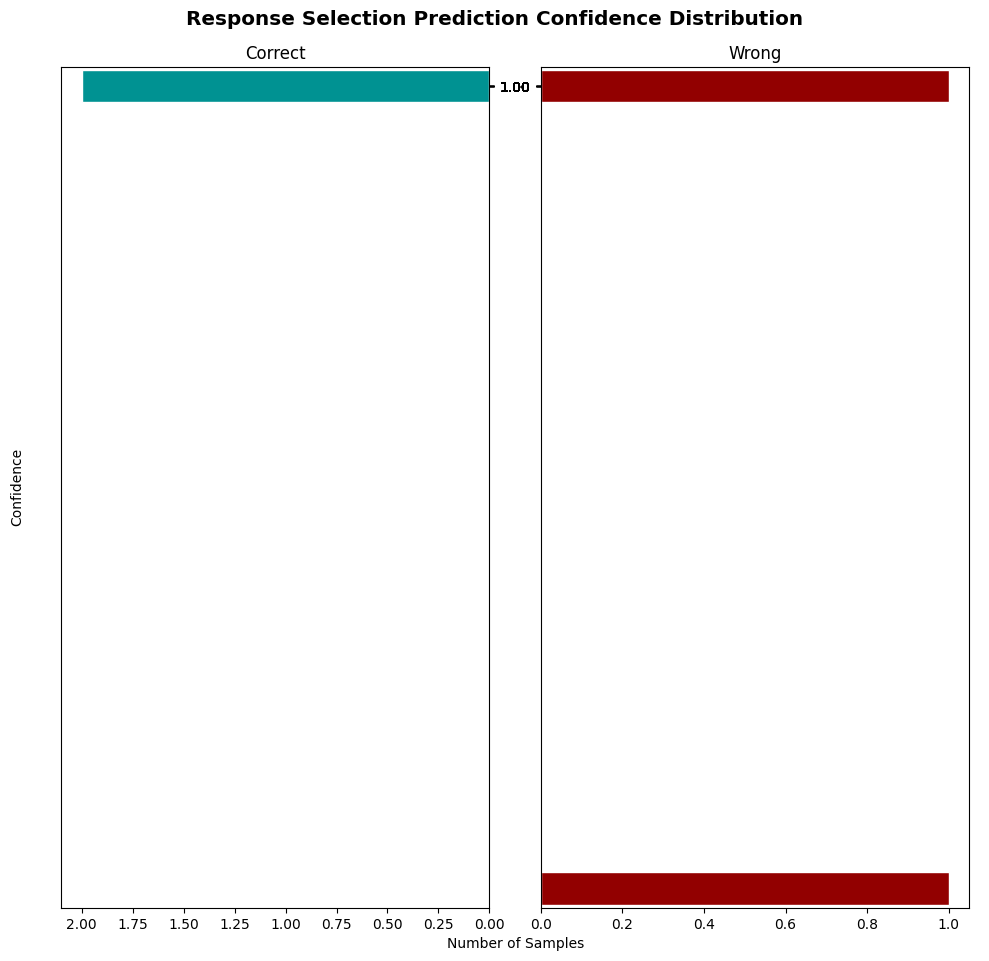 Response Selection Prediction Confidence Distribution
Correct
Wrong
1.00
Confidence
2.00 1.75 1.50 1.25 1.00 0.75 0.50 0.25 0.00
0.0 0.2 0.4 0.6 0.8 1.0
Number of Samples